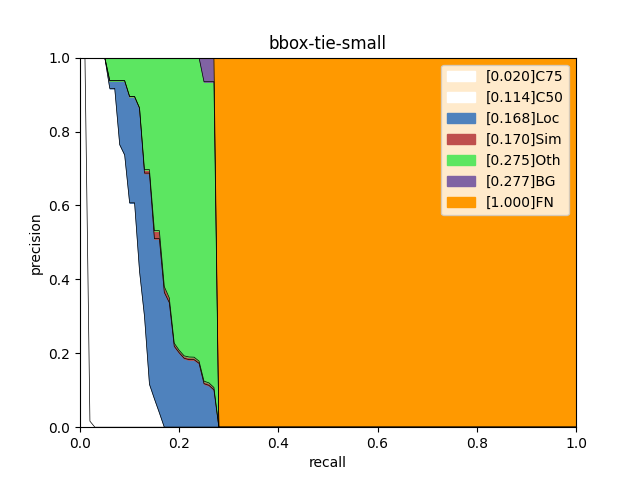 bbox-tie-small
1.0
0.8
0.6
0.4
0.2
0.0
precision
[0.020]C75
[0.114]C50
[0.168]Loc
[0.170]Sim
[0.275]Oth
[0.277]BG
[1.000]FN
0.0 0.2 0.4 0.6 0.8 1.0
recall